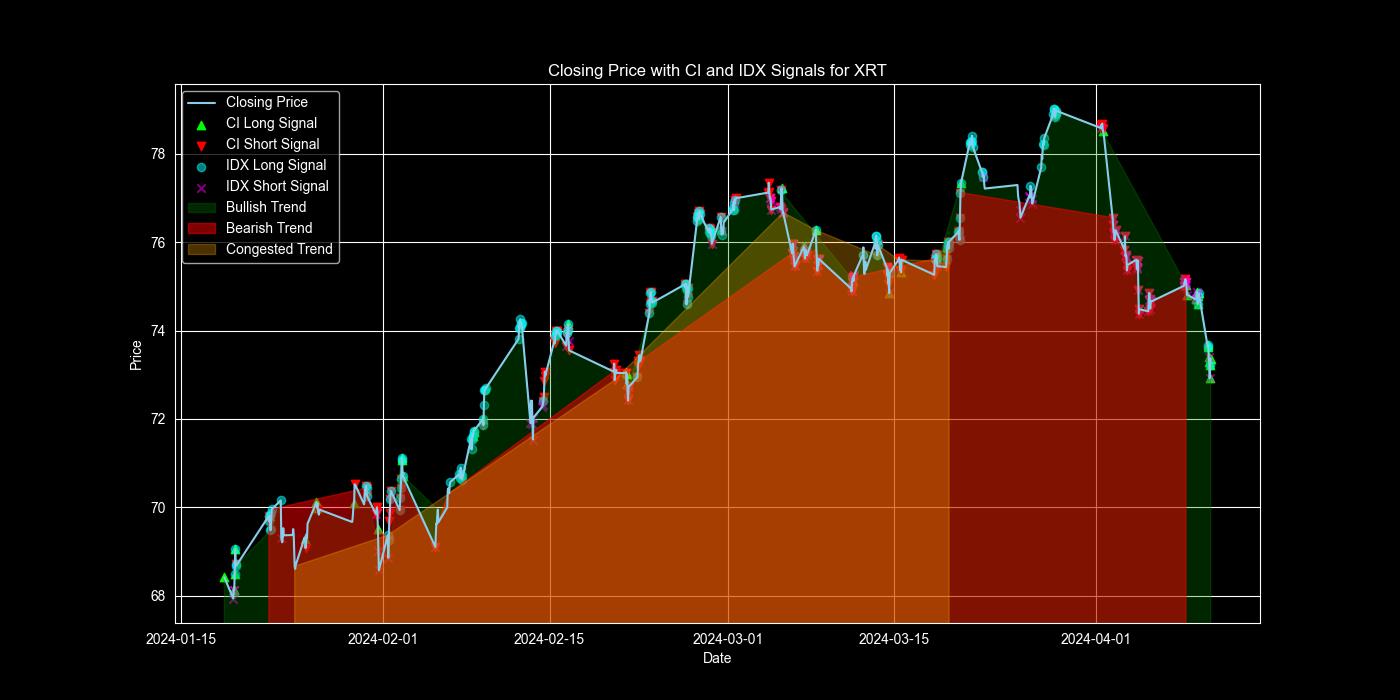 Closing Price with CI and IDX Signals for XRT
Closing Price
CI Long Signal
CI Short Signal
IDX Long Signal
IDX Short Signal
Bullish Trend
Bearish Trend
Congested Trend
Price
78
76
74
72
70
68
2024-01-15 2024-02-01 2024-02-15 2024-03-01 2024-03-15 2024-04-01
Date